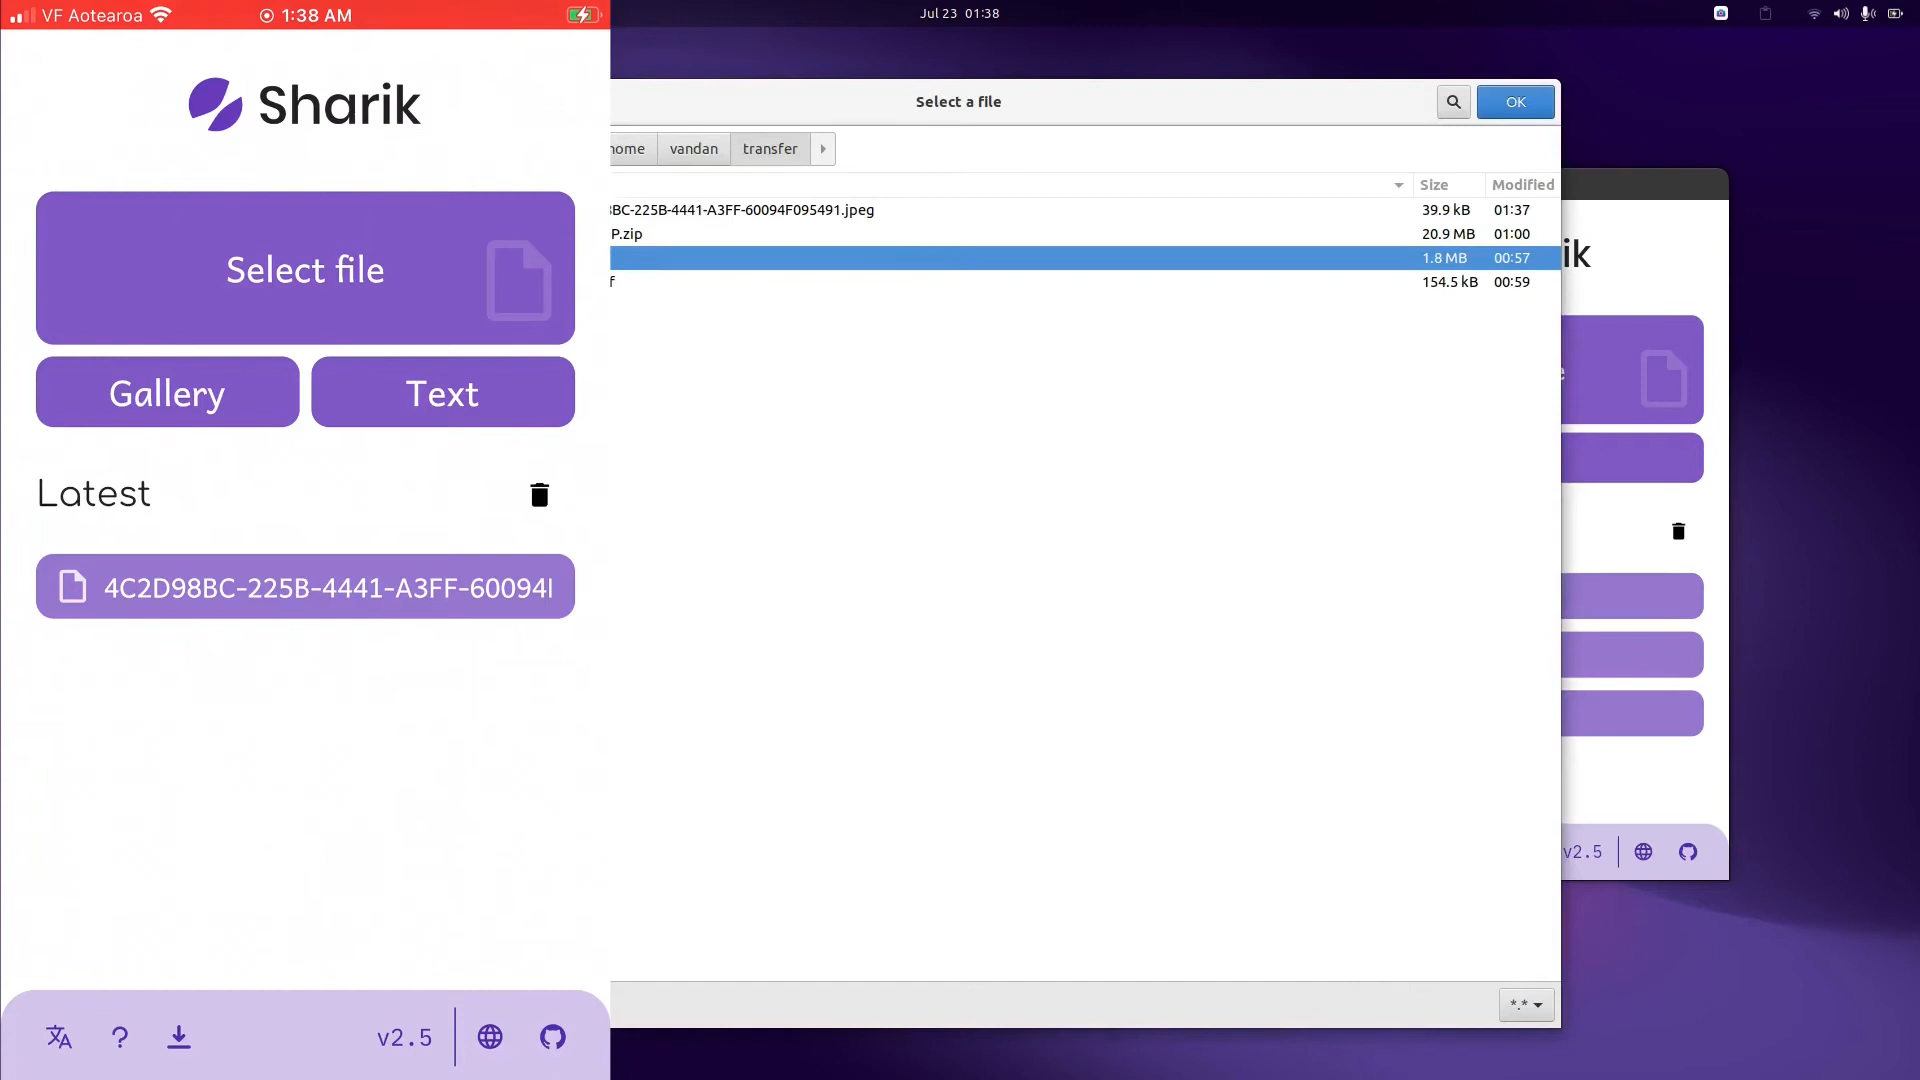 VF Aotearoa 1:38 AM
Sharik
Select file
Gallery
Text
Latest
4C2D98BC-225B-4441-A3FF-60094
v2.5
Jul 23 01:38
Select a file
OK
home
vandan
transfer
Size
Modified
BC-225B-4441-A3FF-60094F095491.jpeg
39.9 kB
01:37
P.zip
20.9 MB
01:00
1.8 MB
00:57
f
154.5 kB
00:59
*.*
ik
e
v2.5